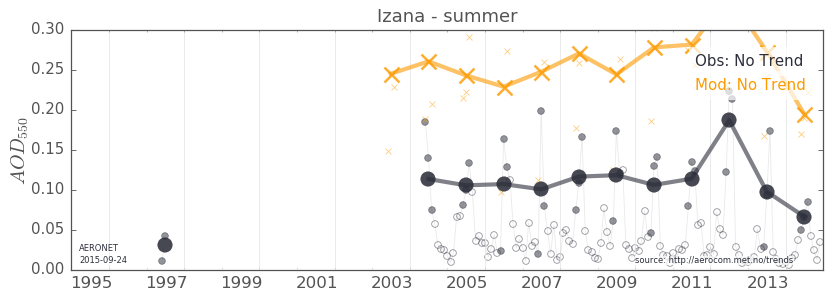 Izana - summer
0.30
0.25
0.20
0.15
0.10
0.05
0.00
AOD550
Obs: No Trend
Mod: No Trend
AERONET
2015-09-24
source: http://aerocom.met.no/trends
1995 1997 1999 2001 2003 2005 2007 2009 2011 2013